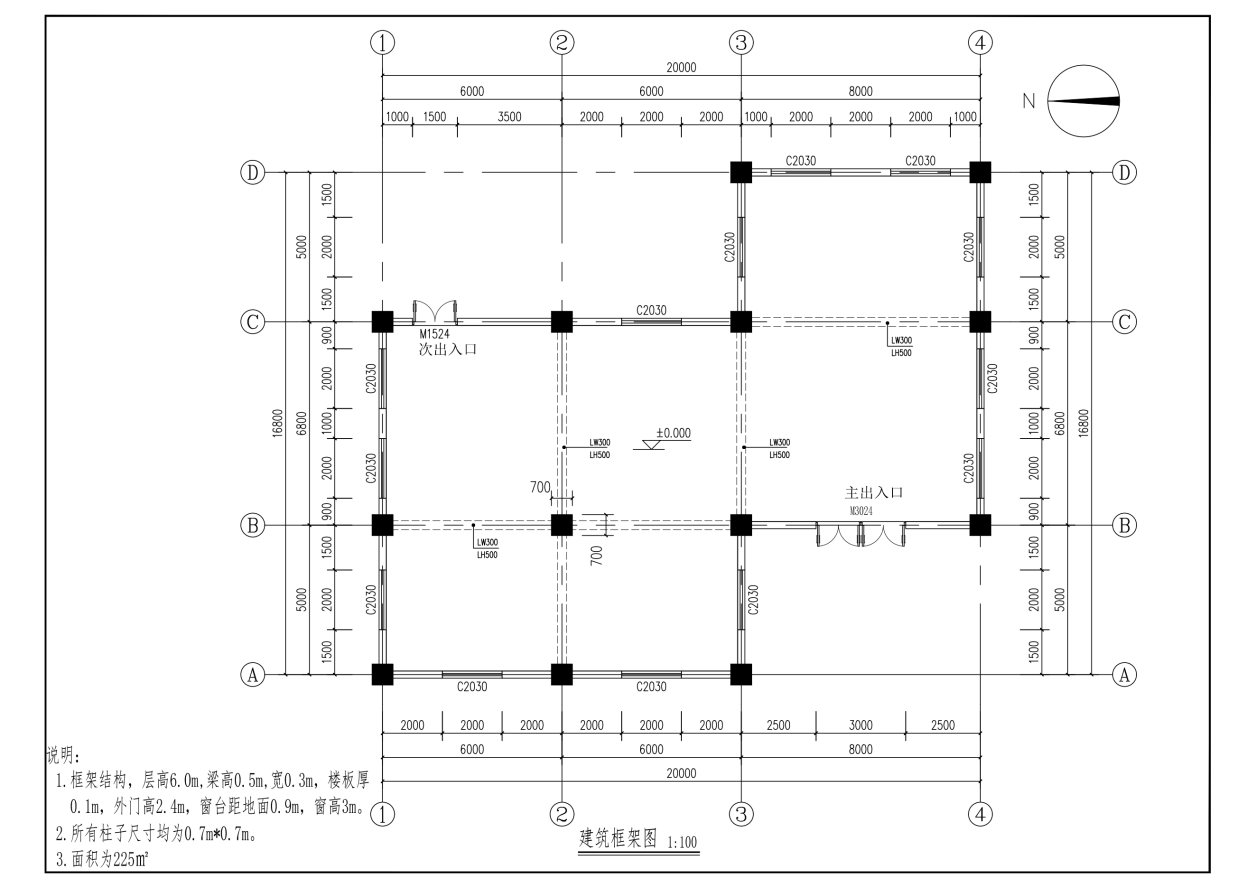 ① ② ③ ④
20000
6000 6000 8000
1000 1500 3500 2000 2000 2000 1000 2000 2000 2000 1000
N
D D
C2030 C2030
1500 1500
5000 2000 C2030 C2030 2000 5000
1500 1500
C C
C2030
M1524
次出入口
LW300
LH500
900 900
C2030 2000 C2030 2000
16800 6800 1000 1000 6800 16800
±0.000
LW300
LH500
LW300
LH500
C2030 2000 C2030 2000
700
主出入口
M3024
900 900
B B
LW300
LH500
700
1500 1500
5000 2000 C2030 C2030 2000 5000
1500 1500
A A
C2030 C2030
2000 2000 2000 2000 2000 2000 2500 3000 2500
6000 6000 8000
20000
① ② ③ ④
说明:
1.框架结构，层高6.0m,梁高0.5m,宽0.3m，楼板厚
0.1m，外门高2.4m，窗台距地面0.9m，窗高3m。
2.所有柱子尺寸均为0.7m*0.7m。
3.面积为225㎡
建筑框架图 1:100